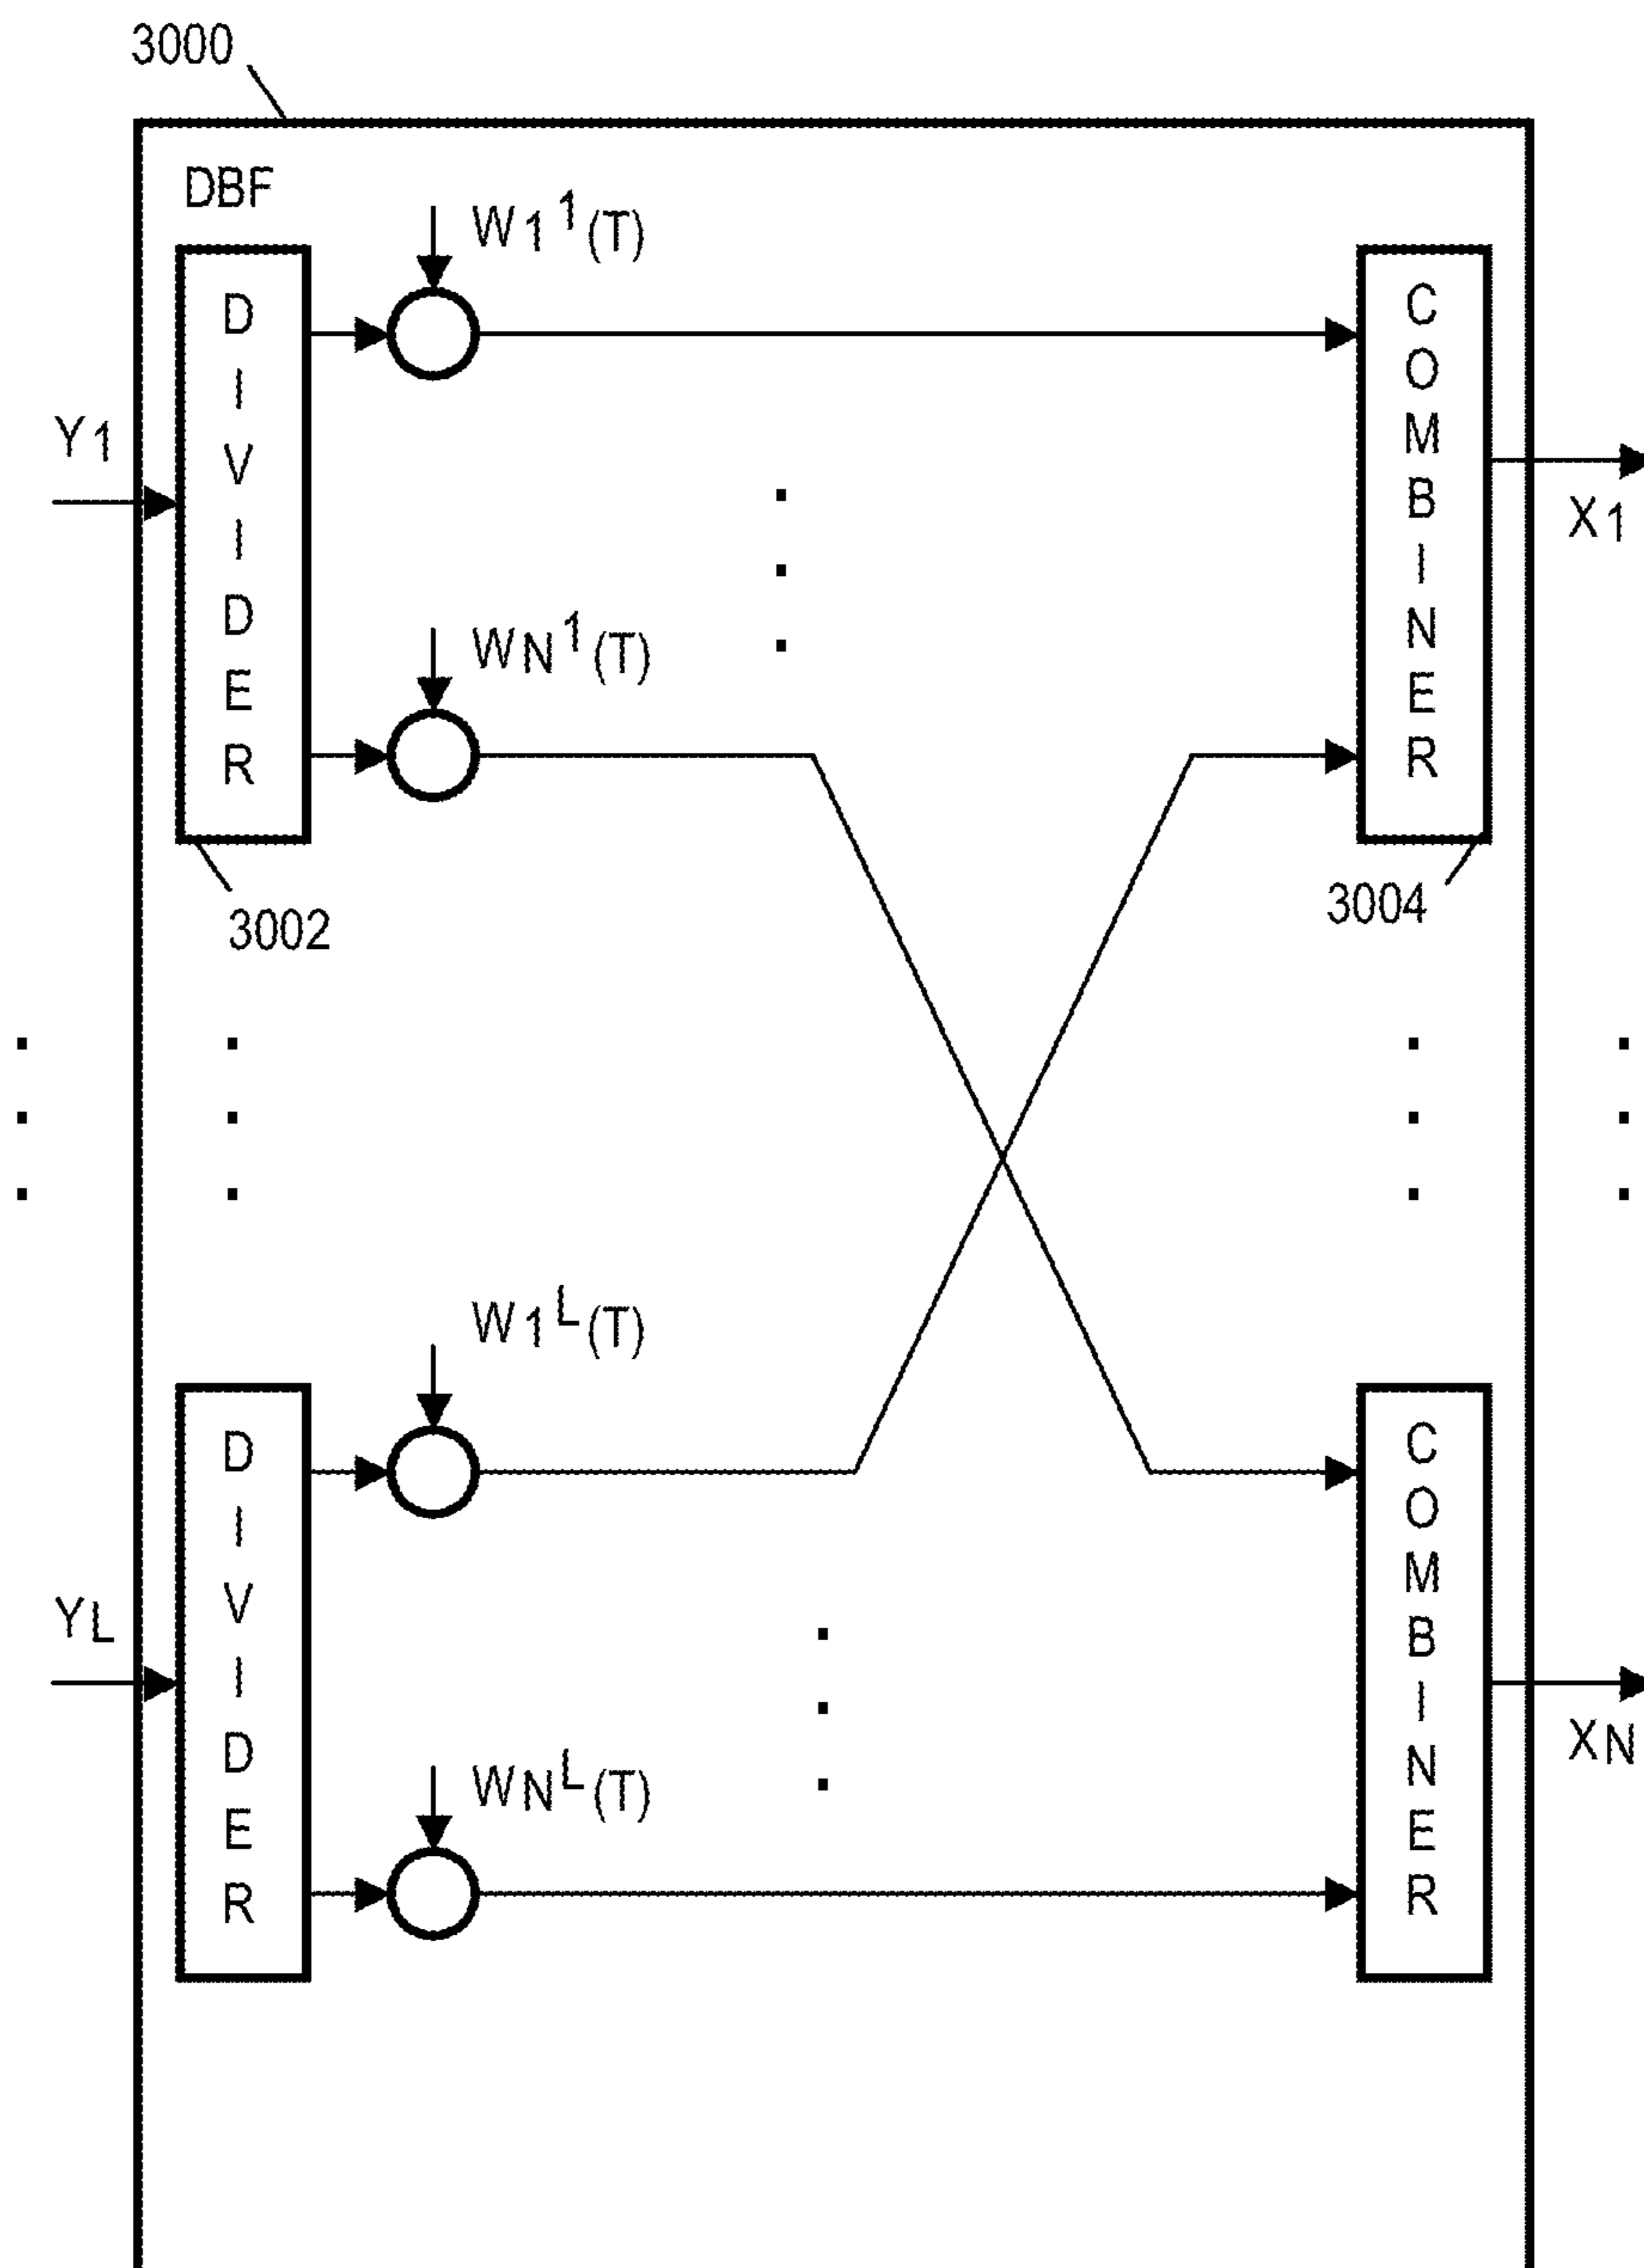 3000
DBF
W1 1(T)
DIVIDER
COMBINER
Y1
X1
WN 1(T)
3002
3004
W1 L(T)
DIVIDER
COMBINER
YL
XN
WN L(T)